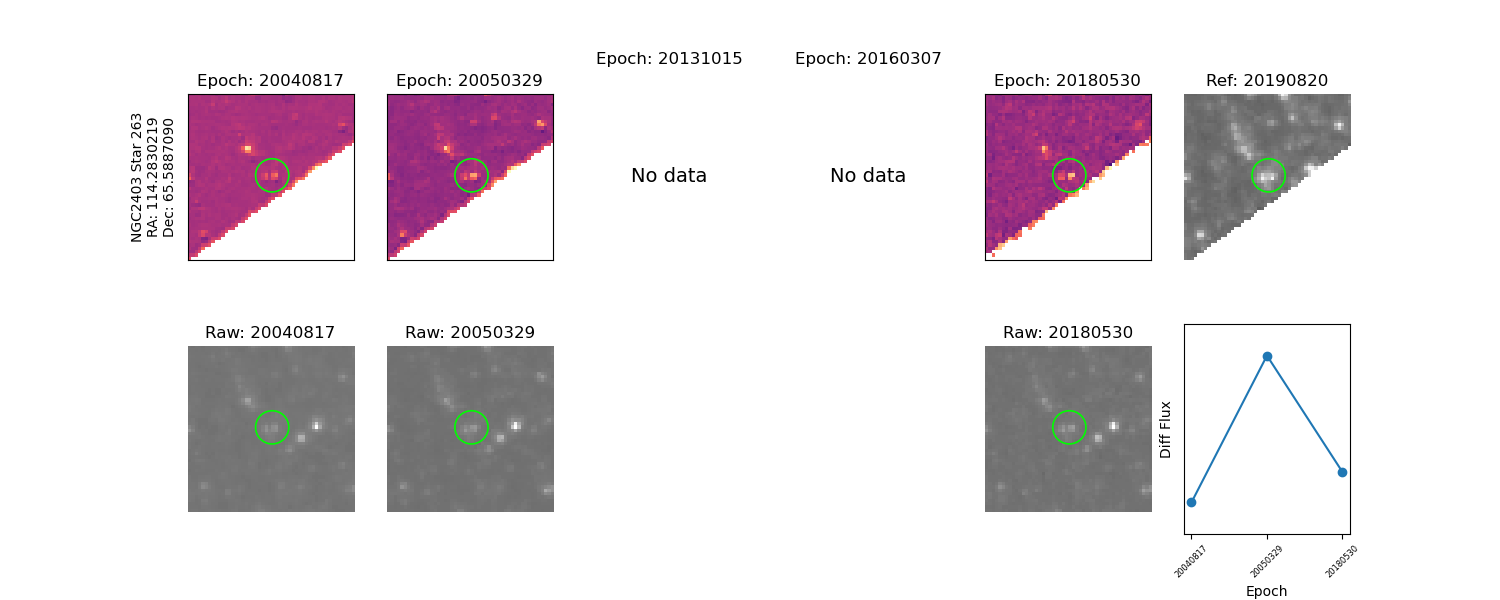 Epoch: 20131015
Epoch: 20160307
Epoch: 20040817
Epoch: 20050329
Epoch: 20180530
Ref: 20190820
NGC2403 Star 263
RA: 114.2830219
Dec: 65.5887090
No data
No data
Raw: 20040817
Raw: 20050329
Raw: 20180530
Diff Flux
20040817
20050329
20180530
Epoch